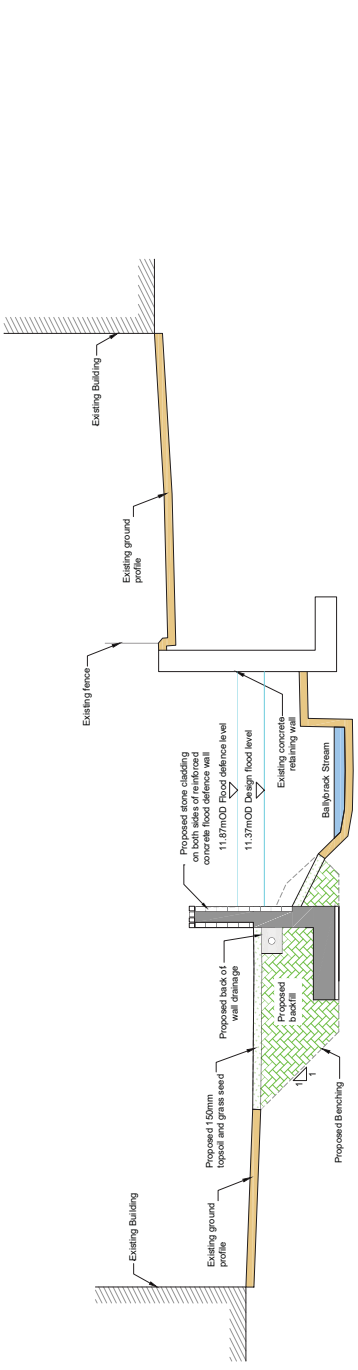 Existing Building
Existing ground
profile
Proposed 150mm
topsoil and grass seed
Proposed back of
wall drainage
Proposed
backfill
1
1
Proposed Benching
Proposed stone cladding
on both sides of reinforced
concrete flood defence wall
11.87mOD Flood defence level
11.37mOD Design flood level
Existing concrete
retaining wall
Ballybrack Stream
Existing fence
Existing ground
profile
Existing Building